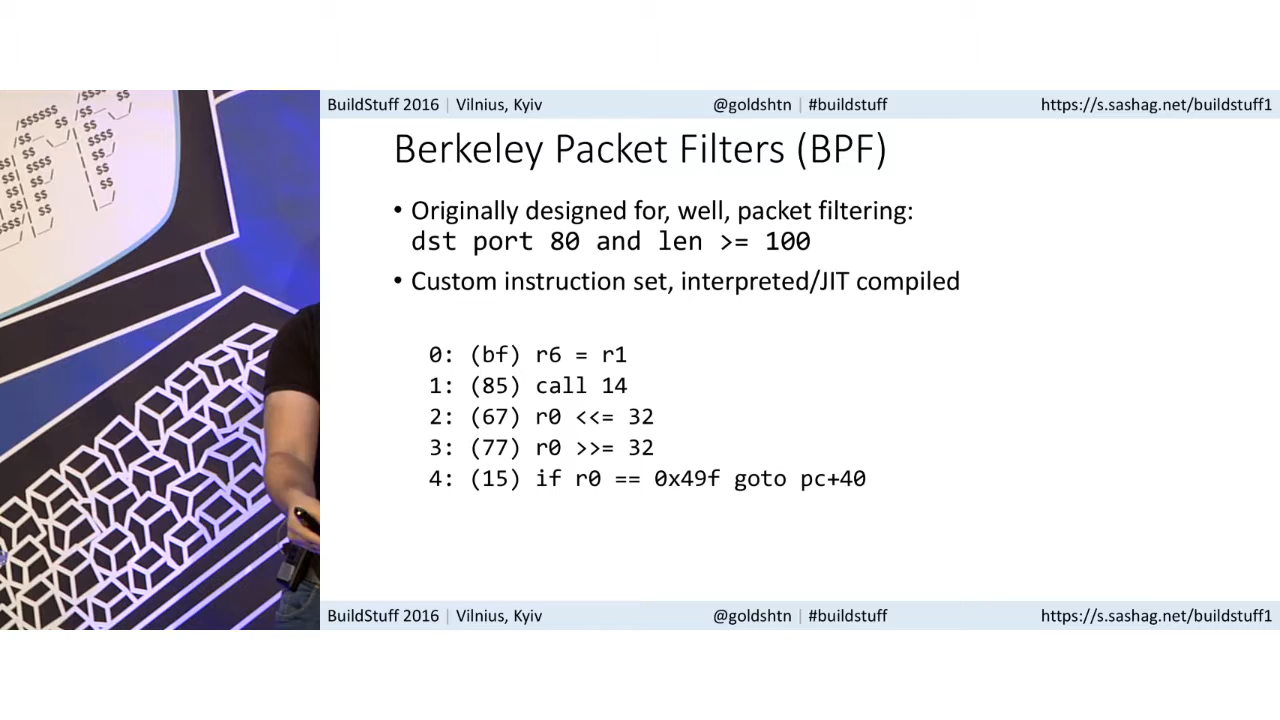 BuildStuff 2016 | Vilnius, Kyiv @goldshtn | #buildstuff https://s.sashag.net/buildstuff1
Berkeley Packet Filters (BPF)
• Originally designed for, well, packet filtering:
dst port 80 and len >= 100
• Custom instruction set, interpreted/JIT compiled
0: (bf) r6 = r1
1: (85) call 14
2: (67) r0 <<= 32
3: (77) r0 >>= 32
4: (15) if r0 == 0x49f goto pc+40
BuildStuff 2016 | Vilnius, Kyiv @goldshtn | #buildstuff https://s.sashag.net/buildstuff1